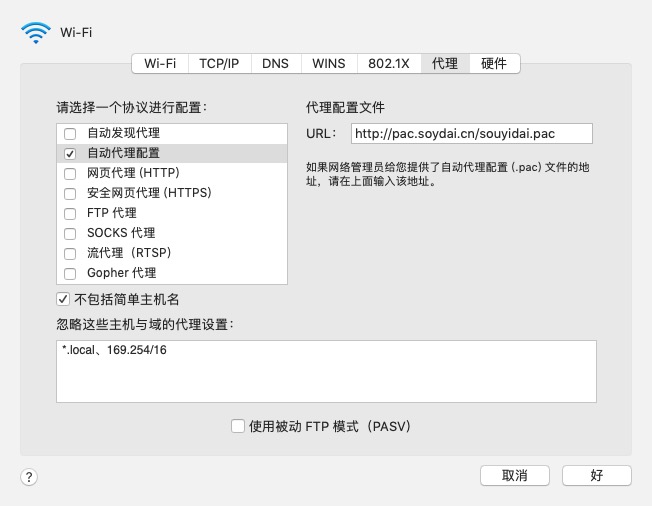 Wi-Fi
Wi-Fi TCP/IP DNS WINS 802.1X 代理 硬件
请选择一个协议进行配置：
自动发现代理
自动代理配置
网页代理 (HTTP)
安全网页代理 (HTTPS)
FTP 代理
SOCKS 代理
流代理（RTSP）
Gopher 代理
代理配置文件
URL： http://pac.soydai.cn/souyidai.pac
如果网络管理员给您提供了自动代理配置 (.pac) 文件的地
址，请在上面输入该地址。
不包括简单主机名
忽略这些主机与域的代理设置：
*.local、169.254/16
使用被动 FTP 模式（PASV）
? 取消 好